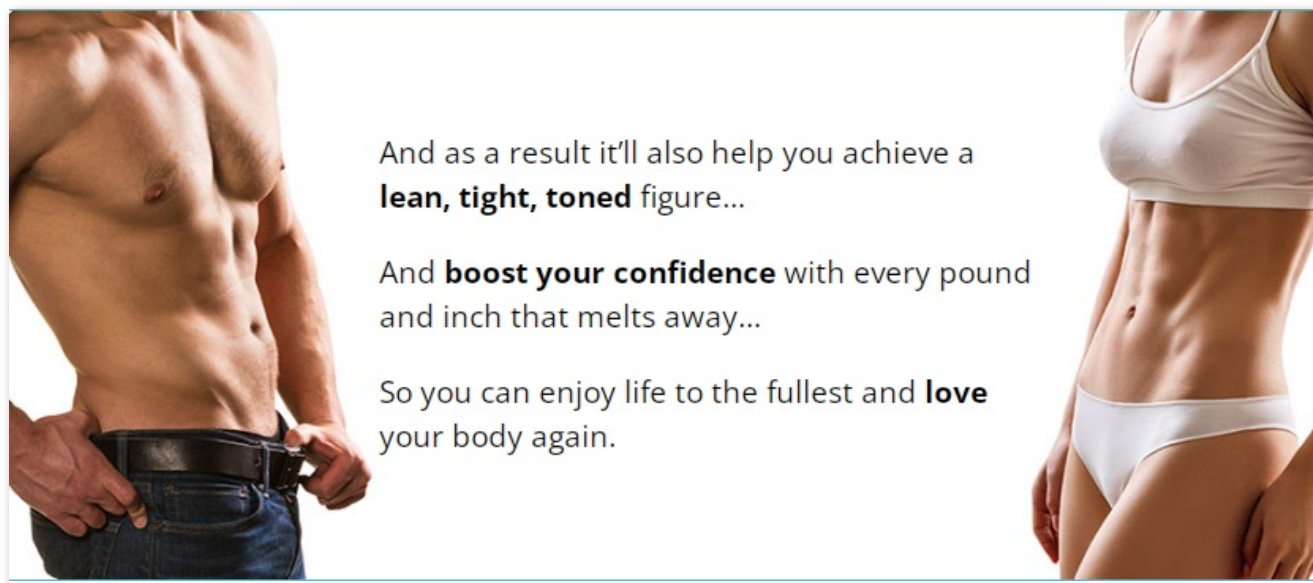 And as a result it’ll also help you achieve a
lean, tight, toned figure...
And boost your confidence with every pound
and inch that melts away...
So you can enjoy life to the fullest and love
your body again.